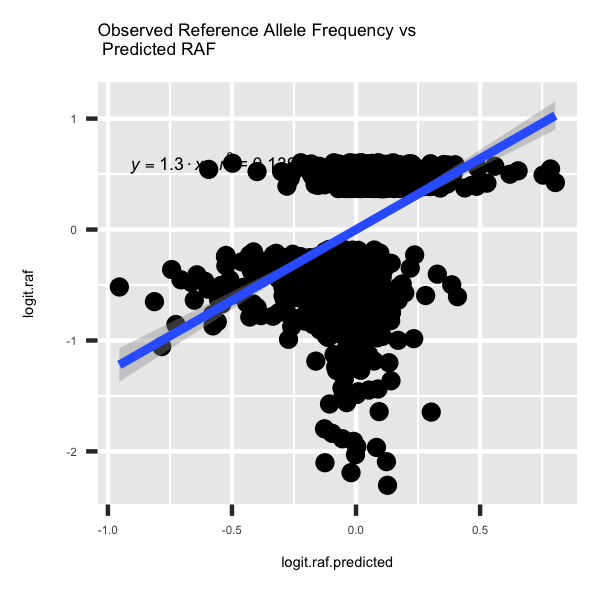 Observed Reference Allele Frequency vs
Predicted RAF
y = 1.3 · x
logit.raf
1
0
-1
-2
-1.0
-0.5
0.0
0.5
logit.raf.predicted